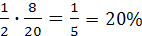 1/2 · 8/20 = 1/5 = 20%